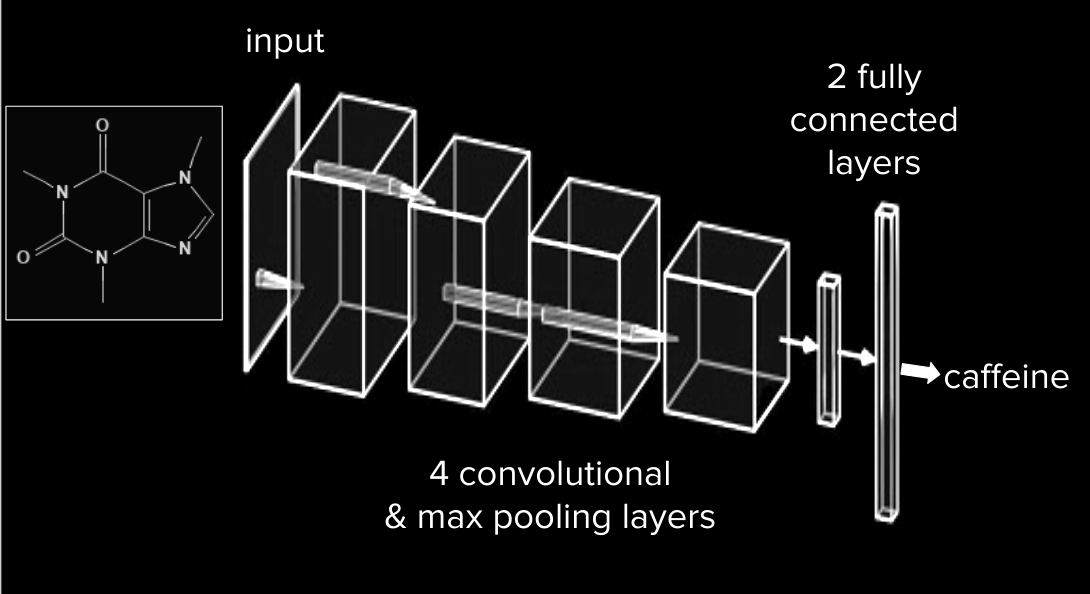 input
2 fully
connected
layers
O
N
N
O
N
N
caffeine
4 convolutional
& max pooling layers